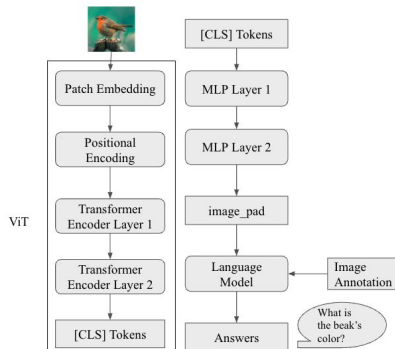 ViT
Patch Embedding
Positional
Encoding
Transformer
Encoder Layer 1
Transformer
Encoder Layer 2
[CLS] Tokens
[CLS] Tokens
MLP Layer 1
MLP Layer 2
image_pad
Language
Model
Image
Annotation
Answers
What is
the beak's
color?